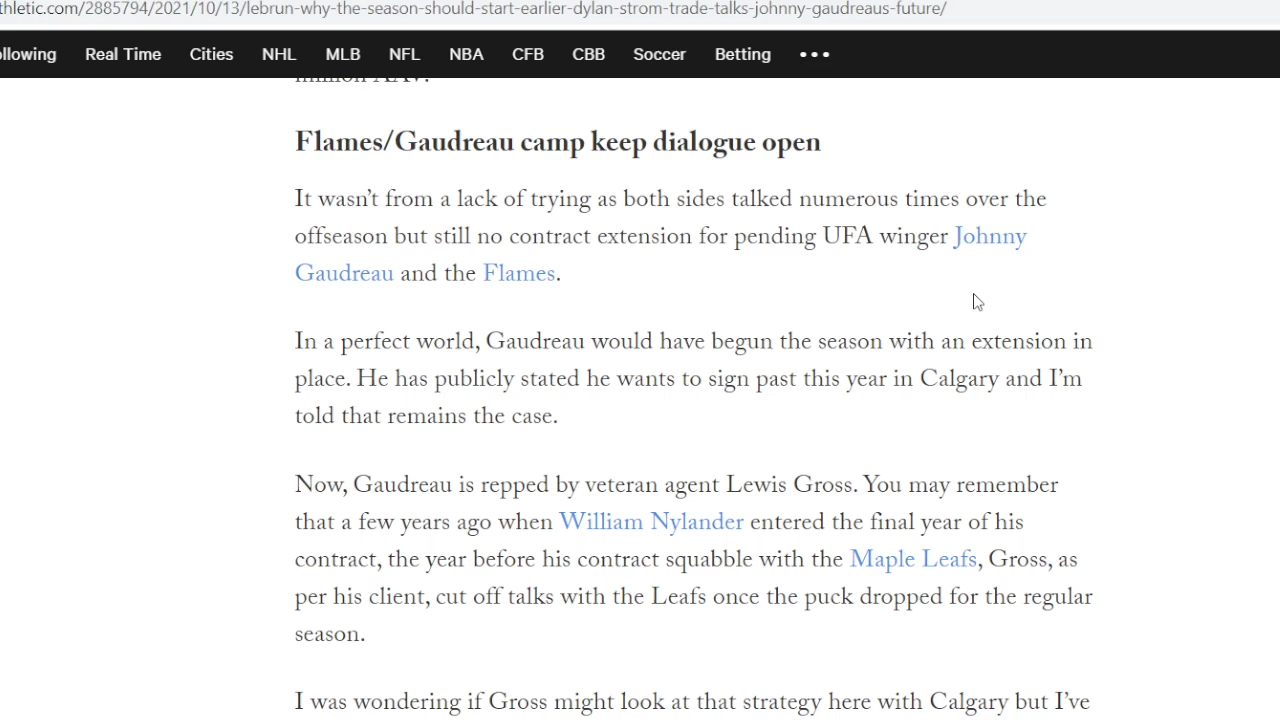 thletic.com/2885794/2021/10/13/lebrun-why-the-season-should-start-earlier-dylan-strom-trade-talks-johnny-gaudreaus-future/
ollowing Real Time Cities NHL MLB NFL NBA CFB CBB Soccer Betting •••
million AAV.
Flames/Gaudreau camp keep dialogue open
It wasn’t from a lack of trying as both sides talked numerous times over the
offseason but still no contract extension for pending UFA winger Johnny
Gaudreau and the Flames.
In a perfect world, Gaudreau would have begun the season with an extension in
place. He has publicly stated he wants to sign past this year in Calgary and I’m
told that remains the case.
Now, Gaudreau is repped by veteran agent Lewis Gross. You may remember
that a few years ago when William Nylander entered the final year of his
contract, the year before his contract squabble with the Maple Leafs, Gross, as
per his client, cut off talks with the Leafs once the puck dropped for the regular
season.
I was wondering if Gross might look at that strategy here with Calgary but I’ve